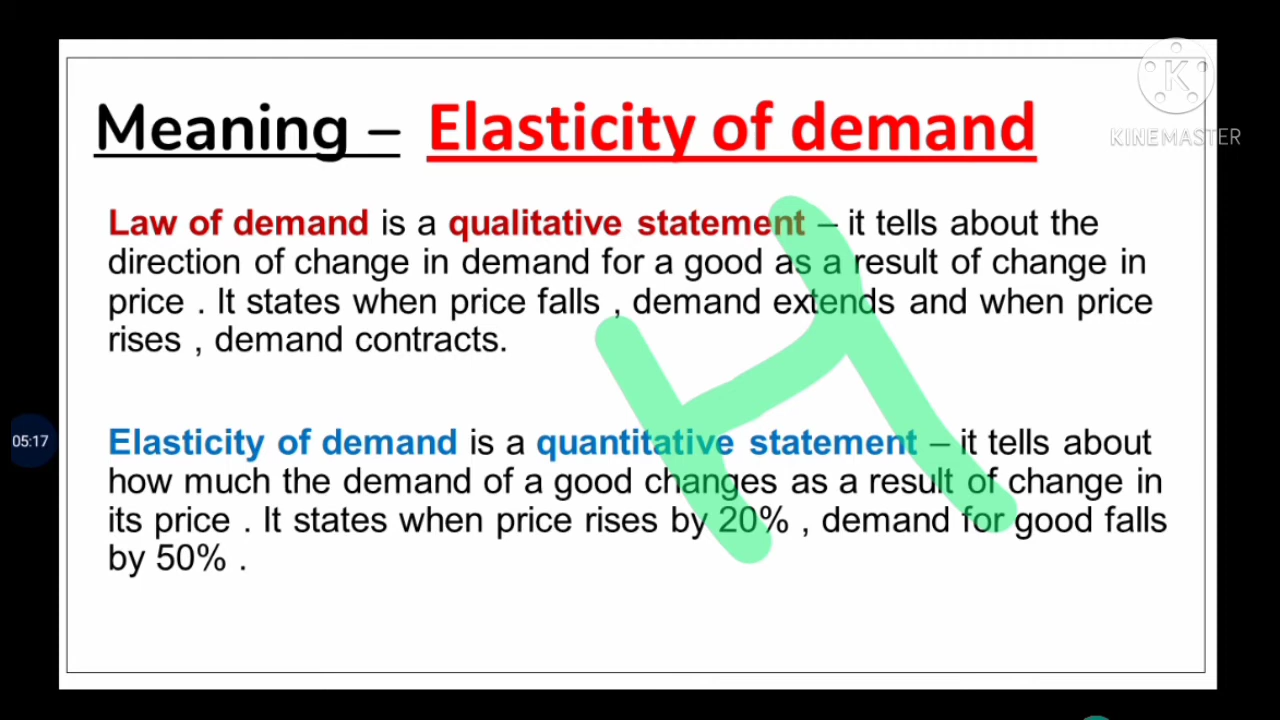 Meaning – Elasticity of demand
KINEMASTER
Law of demand is a qualitative statement – it tells about the
direction of change in demand for a good as a result of change in
price . It states when price falls , demand extends and when price
rises , demand contracts.
05:17
Elasticity of demand is a quantitative statement – it tells about
how much the demand of a good changes as a result of change in
its price . It states when price rises by 20% , demand for good falls
by 50% .